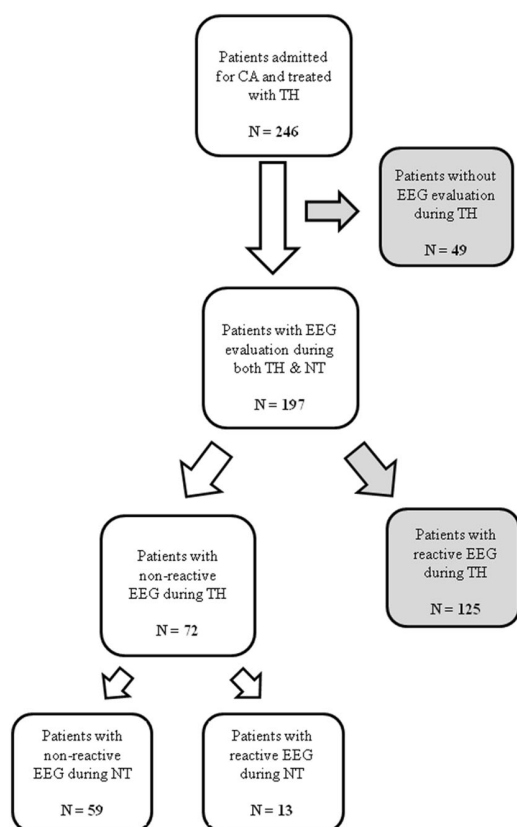 Patients admitted
for CA and treated
with TH
N = 246
Patients without
EEG evaluation
during TH
N = 49
Patients with EEG
evaluation during
both TH & NT
N = 197
Patients with
non-reactive
EEG during TH
N = 72
Patients with
reactive EEG
during TH
N = 125
Patients with
non-reactive
EEG during NT
N = 59
Patients with
reactive EEG
during NT
N = 13